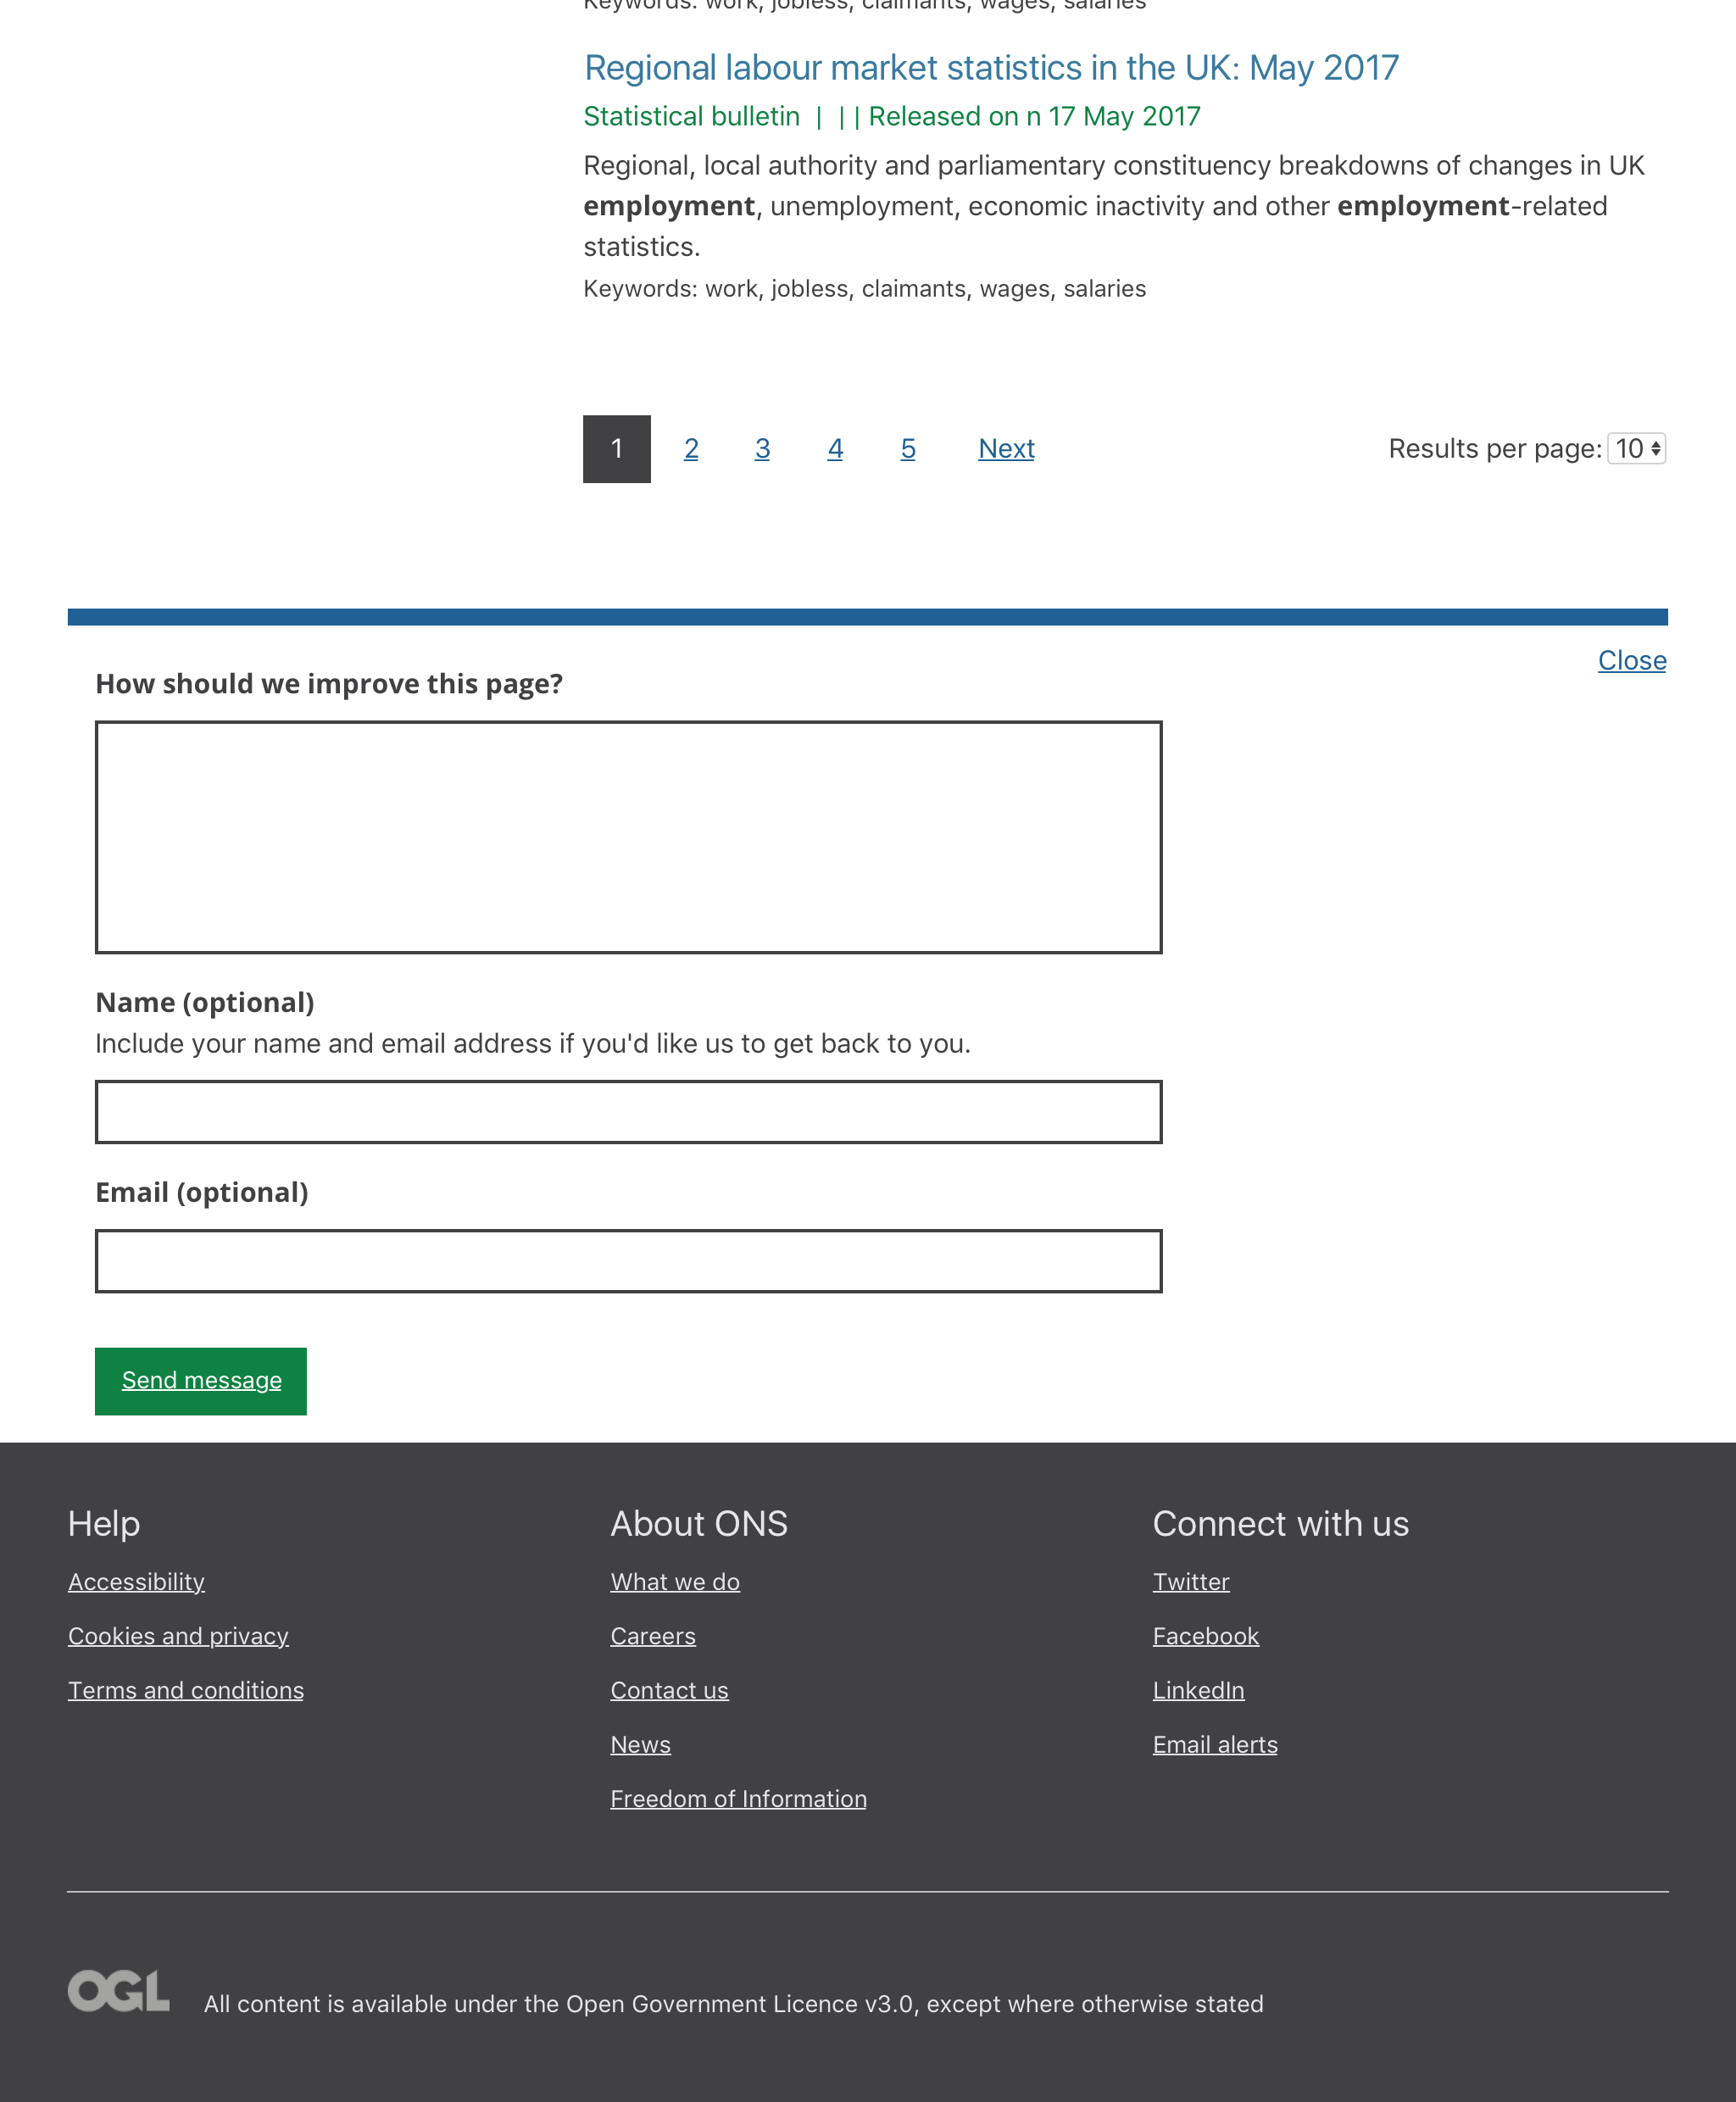 Keywords: work, jobless, claimants, wages, salaries
Regional labour market statistics in the UK: May 2017
Statistical bulletin | | | Released on n 17 May 2017
Regional, local authority and parliamentary constituency breakdowns of changes in UK
employment, unemployment, economic inactivity and other employment-related
statistics.
Keywords: work, jobless, claimants, wages, salaries
1 2 3 4 5 Next Results per page: 10
Close
How should we improve this page?
Name (optional)
Include your name and email address if you'd like us to get back to you.
Email (optional)
Send message
Help
Accessibility
Cookies and privacy
Terms and conditions
About ONS
What we do
Careers
Contact us
News
Freedom of Information
Connect with us
Twitter
Facebook
LinkedIn
Email alerts
OGL All content is available under the Open Government Licence v3.0, except where otherwise stated